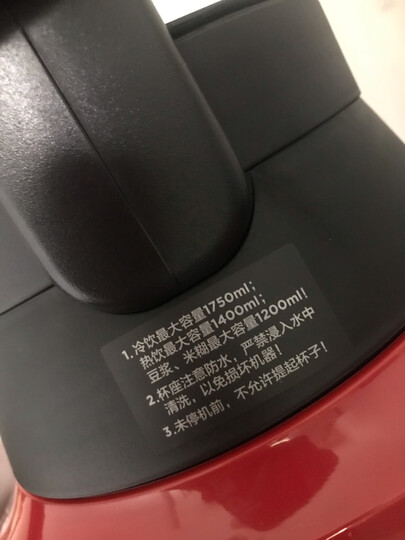 1.冷饮最大容量1750ml；
热饮最大容量1400ml；
豆浆、米糊最大容量1200ml！
2.杯座注意防水，严禁浸入水中
清洗，以免损坏机器！
3.未停机前，不允许提起杯子！